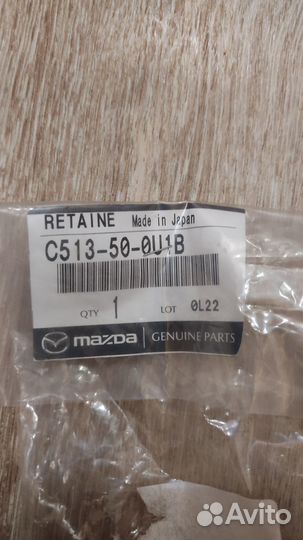 RETAINE Made in Japan
C513-50-0U1B
QTY 1 LOT 0L22
mazda GENUINE PARTS
Avito